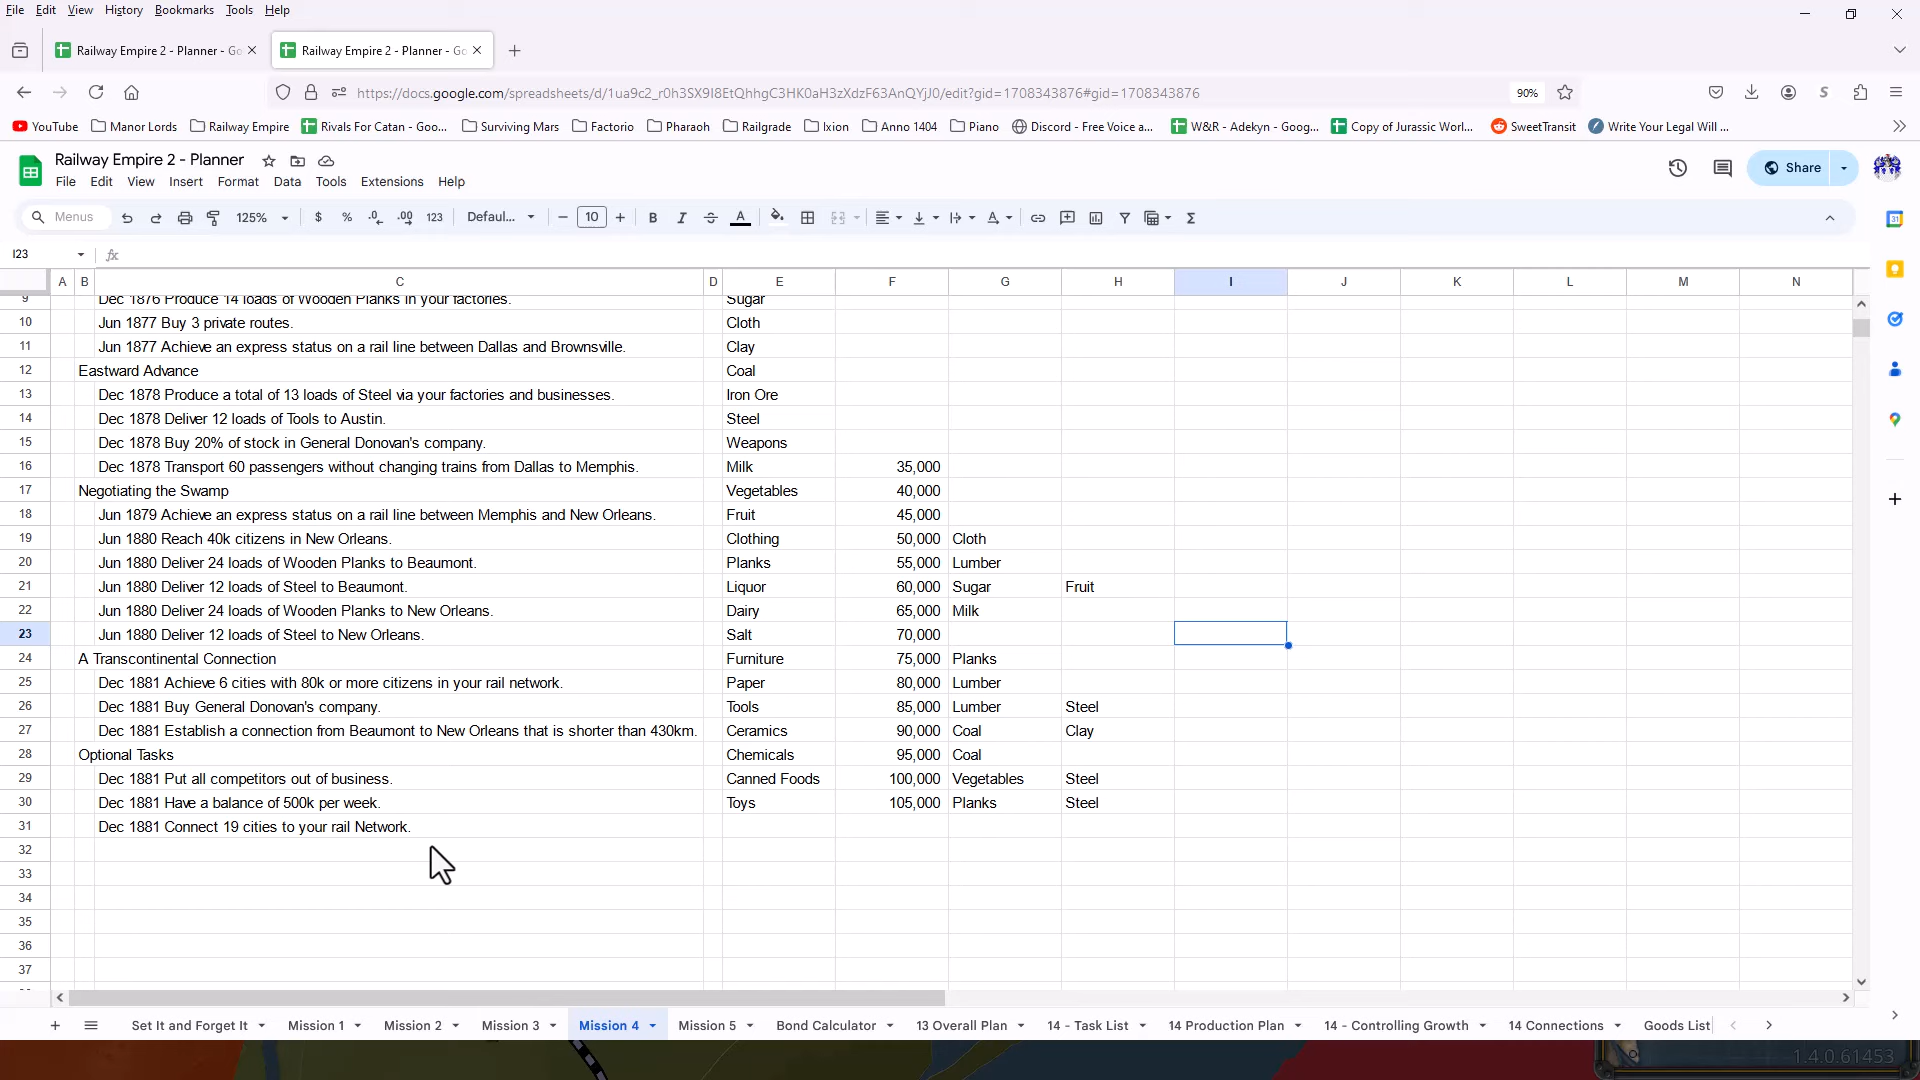 File Edit View History Bookmarks Tools Help
Railway Empire 2 - Planner - Go
Railway Empire 2 - Planner - Go
https://docs.google.com/spreadsheets/d/1ua9c2_r0h3SX9I8EtQhhgC3HK0aH3zXdzF63AnQYjJ0/edit?gid=1708343876#gid=1708343876 90%
YouTube Manor Lords Railway Empire Rivals For Catan - Goo... Surviving Mars Factorio Pharaoh Railgrade Ixion Anno 1404 Piano Discord - Free Voice a... W&R - Adekyn - Goog... Copy of Jurassic Worl... SweetTransit Write Your Legal Will ...
Railway Empire 2 - Planner
Share
File Edit View Insert Format Data Tools Extensions Help
Menus 125% $ % .0 .00 123 Defaul... 10
I23
A B C D E F G H I J K L M N
9 Dec 1876 Produce 14 loads of Wooden Planks in your factories. Sugar
10 Jun 1877 Buy 3 private routes. Cloth
11 Jun 1877 Achieve an express status on a rail line between Dallas and Brownsville. Clay
12 Eastward Advance Coal
13 Dec 1878 Produce a total of 13 loads of Steel via your factories and businesses. Iron Ore
14 Dec 1878 Deliver 12 loads of Tools to Austin. Steel
15 Dec 1878 Buy 20% of stock in General Donovan's company. Weapons
16 Dec 1878 Transport 60 passengers without changing trains from Dallas to Memphis. Milk 35,000
17 Negotiating the Swamp Vegetables 40,000
18 Jun 1879 Achieve an express status on a rail line between Memphis and New Orleans. Fruit 45,000
19 Jun 1880 Reach 40k citizens in New Orleans. Clothing 50,000 Cloth
20 Jun 1880 Deliver 24 loads of Wooden Planks to Beaumont. Planks 55,000 Lumber
21 Jun 1880 Deliver 12 loads of Steel to Beaumont. Liquor 60,000 Sugar Fruit
22 Jun 1880 Deliver 24 loads of Wooden Planks to New Orleans. Dairy 65,000 Milk
23 Jun 1880 Deliver 12 loads of Steel to New Orleans. Salt 70,000
24 A Transcontinental Connection Furniture 75,000 Planks
25 Dec 1881 Achieve 6 cities with 80k or more citizens in your rail network. Paper 80,000 Lumber
26 Dec 1881 Buy General Donovan's company. Tools 85,000 Lumber Steel
27 Dec 1881 Establish a connection from Beaumont to New Orleans that is shorter than 430km. Ceramics 90,000 Coal Clay
28 Optional Tasks Chemicals 95,000 Coal
29 Dec 1881 Put all competitors out of business. Canned Foods 100,000 Vegetables Steel
30 Dec 1881 Have a balance of 500k per week. Toys 105,000 Planks Steel
31 Dec 1881 Connect 19 cities to your rail Network.
32
33
34
35
36
37
Set It and Forget It Mission 1 Mission 2 Mission 3 Mission 4 Mission 5 Bond Calculator 13 Overall Plan 14 - Task List 14 Production Plan 14 - Controlling Growth 14 Connections Goods List
1.4.0.61453